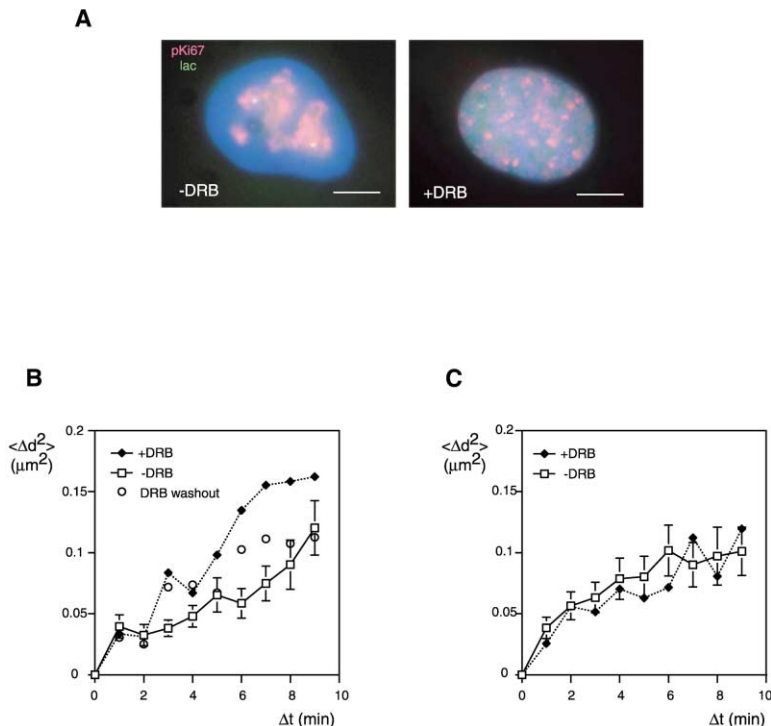 A
pKi67
lac
-DRB
+DRB
B
C
<Δd²>
(μm²)
0.2
0.15
0.1
0.05
0
+DRB
-DRB
DRB washout
0 2 4 6 8 10
Δt (min)
<Δd²>
(μm²)
0.2
0.15
0.1
0.05
0
+DRB
-DRB
0 2 4 6 8 10
Δt (min)